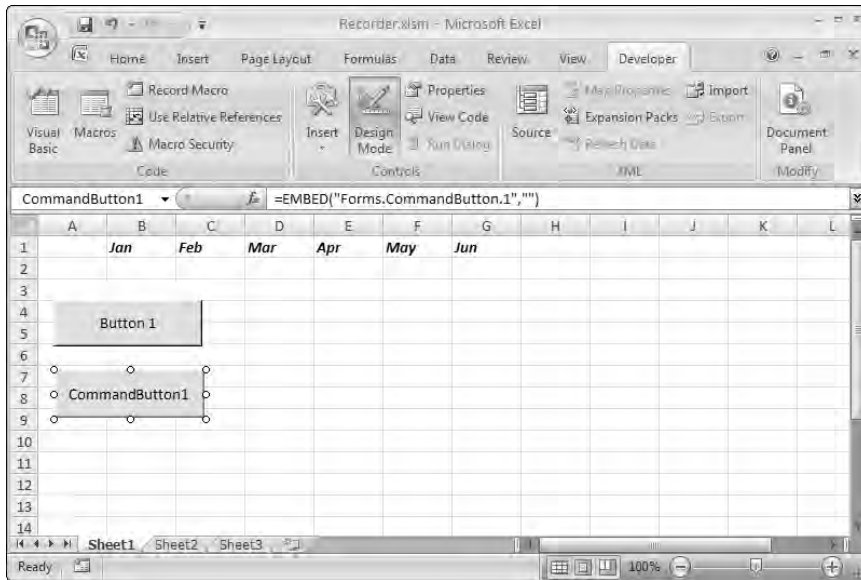 Recorder.xlsm - Microsoft Excel
Home Insert Page Layout Formulas Data Review View Developer
Visual Basic
Macros
Record Macro
Use Relative References
Macro Security
Code
Insert
Design Mode
Properties
View Code
Run Dialog
Controls
Source
Map Properties
Expansion Packs
Refresh Data
Import
Export
XML
Document Panel
Modify
CommandButton1 fx =EMBED("Forms.CommandButton.1","")
A B C D E F G H I J K L
1 Jan Feb Mar Apr May Jun
2
3
4
Button 1
5
6
7
8 CommandButton1
9
10
11
12
13
14
Sheet1 Sheet2 Sheet3
Ready 100%